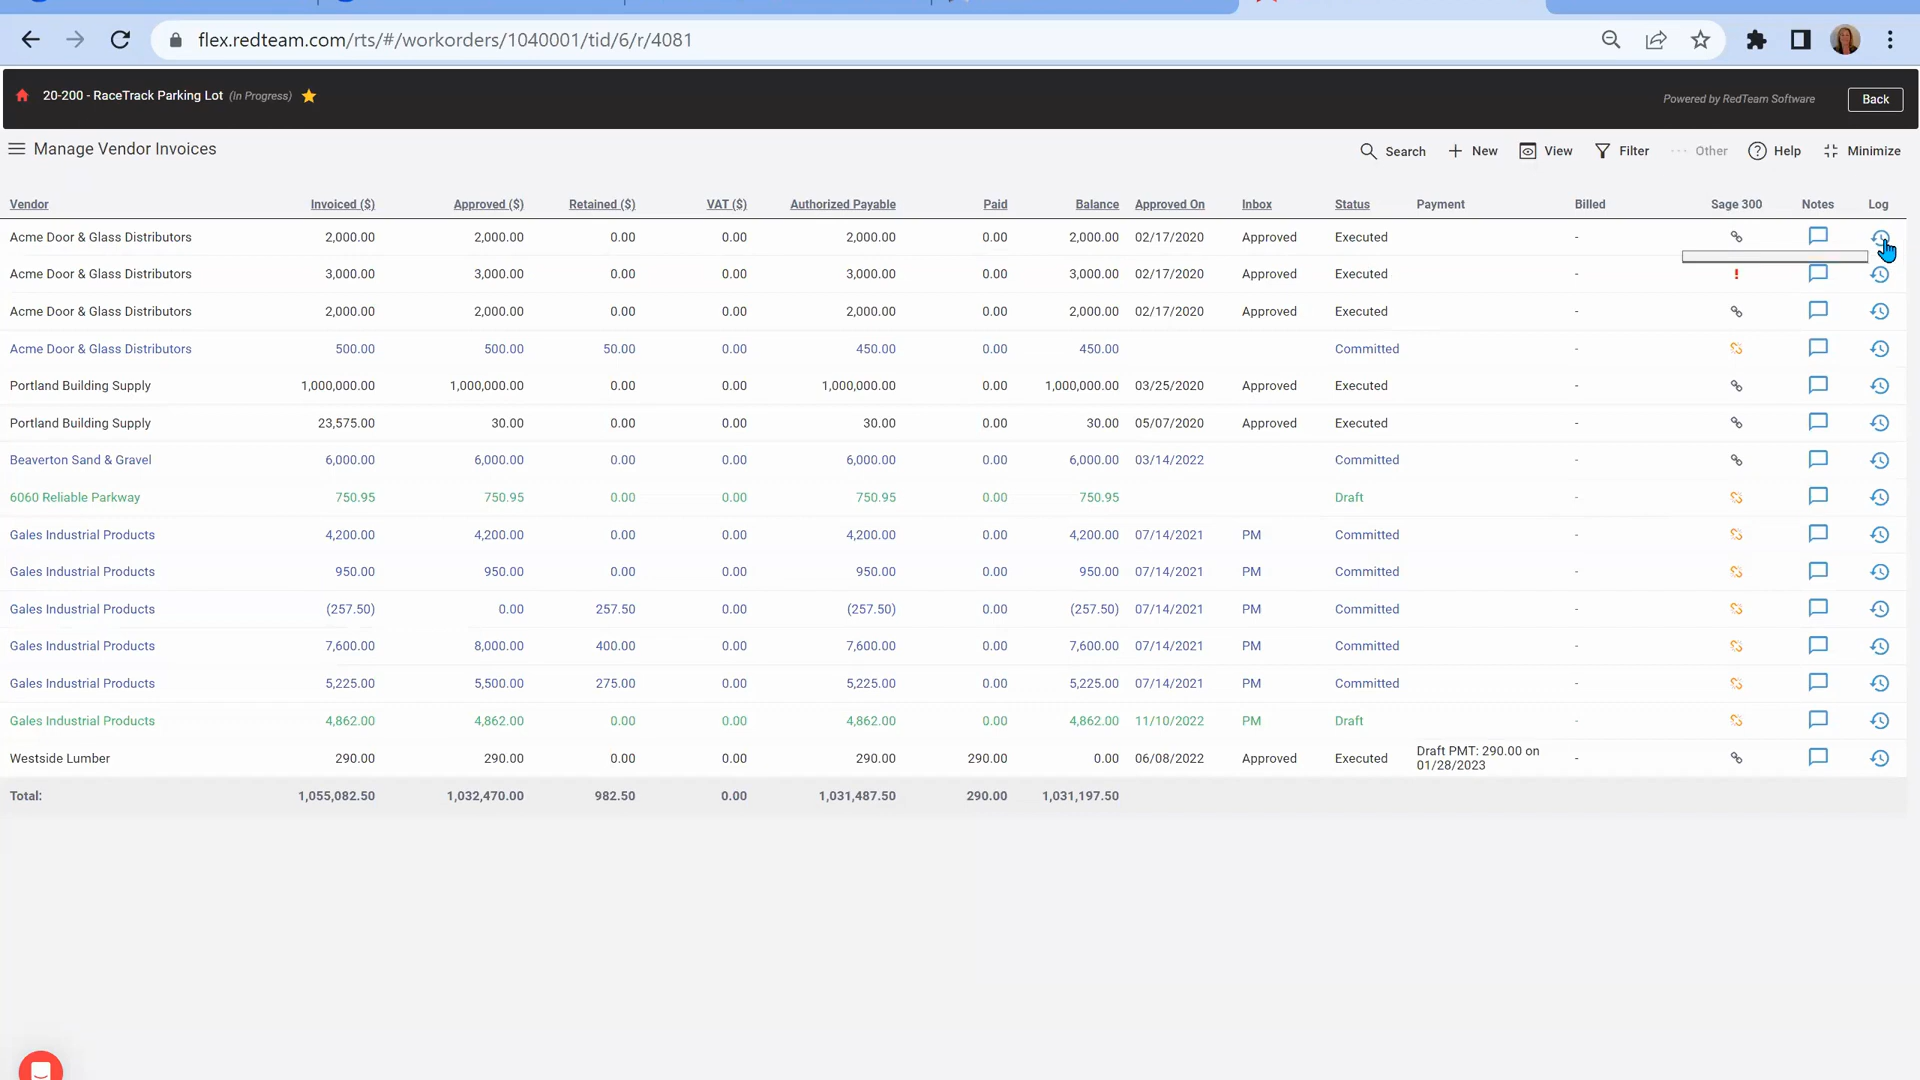 flex.redteam.com/rts/#/workorders/1040001/tid/6/r/4081
20-200 - RaceTrack Parking Lot (In Progress) Powered by RedTeam Software Back
Manage Vendor Invoices Search New View Filter Other Help Minimize
Vendor Invoiced ($) Approved ($) Retained ($) VAT ($) Authorized Payable Paid Balance Approved On Inbox Status Payment Billed Sage 300 Notes Log
Acme Door & Glass Distributors 2,000.00 2,000.00 0.00 0.00 2,000.00 0.00 2,000.00 02/17/2020 Approved Executed -
Acme Door & Glass Distributors 3,000.00 3,000.00 0.00 0.00 3,000.00 0.00 3,000.00 02/17/2020 Approved Executed - !
Acme Door & Glass Distributors 2,000.00 2,000.00 0.00 0.00 2,000.00 0.00 2,000.00 02/17/2020 Approved Executed -
Acme Door & Glass Distributors 500.00 500.00 50.00 0.00 450.00 0.00 450.00 Committed -
Portland Building Supply 1,000,000.00 1,000,000.00 0.00 0.00 1,000,000.00 0.00 1,000,000.00 03/25/2020 Approved Executed -
Portland Building Supply 23,575.00 30.00 0.00 0.00 30.00 0.00 30.00 05/07/2020 Approved Executed -
Beaverton Sand & Gravel 6,000.00 6,000.00 0.00 0.00 6,000.00 0.00 6,000.00 03/14/2022 Committed -
6060 Reliable Parkway 750.95 750.95 0.00 0.00 750.95 0.00 750.95 Draft -
Gales Industrial Products 4,200.00 4,200.00 0.00 0.00 4,200.00 0.00 4,200.00 07/14/2021 PM Committed -
Gales Industrial Products 950.00 950.00 0.00 0.00 950.00 0.00 950.00 07/14/2021 PM Committed -
Gales Industrial Products (257.50) 0.00 257.50 0.00 (257.50) 0.00 (257.50) 07/14/2021 PM Committed -
Gales Industrial Products 7,600.00 8,000.00 400.00 0.00 7,600.00 0.00 7,600.00 07/14/2021 PM Committed -
Gales Industrial Products 5,225.00 5,500.00 275.00 0.00 5,225.00 0.00 5,225.00 07/14/2021 PM Committed -
Gales Industrial Products 4,862.00 4,862.00 0.00 0.00 4,862.00 0.00 4,862.00 11/10/2022 PM Draft -
Westside Lumber 290.00 290.00 0.00 0.00 290.00 290.00 0.00 06/08/2022 Approved Executed Draft PMT: 290.00 on -
01/28/2023
Total: 1,055,082.50 1,032,470.00 982.50 0.00 1,031,487.50 290.00 1,031,197.50